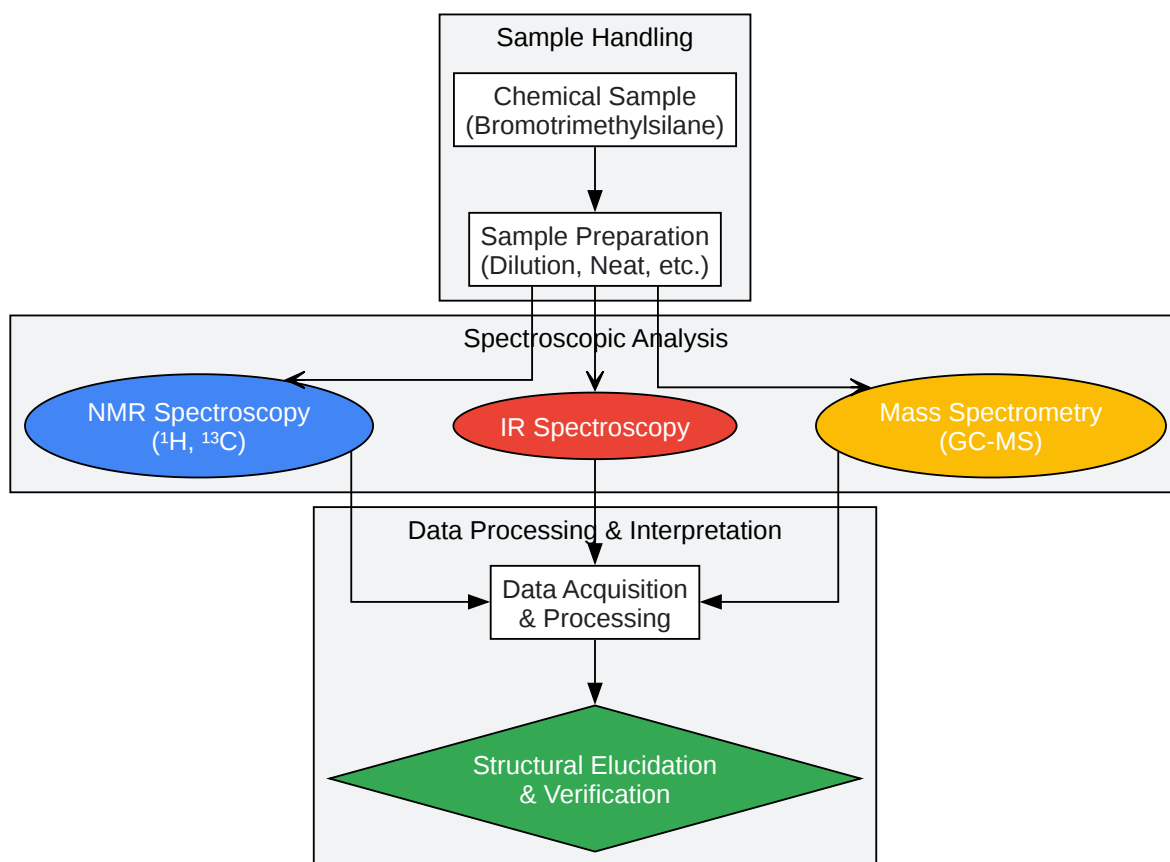 Sample Handling
Chemical Sample
(Bromotrimethylsilane)
Sample Preparation
(Dilution, Neat, etc.)
Spectroscopic Analysis
NMR Spectroscopy
(¹H, ¹³C)
IR Spectroscopy
Mass Spectrometry
(GC-MS)
Data Processing & Interpretation
Data Acquisition
& Processing
Structural Elucidation
& Verification